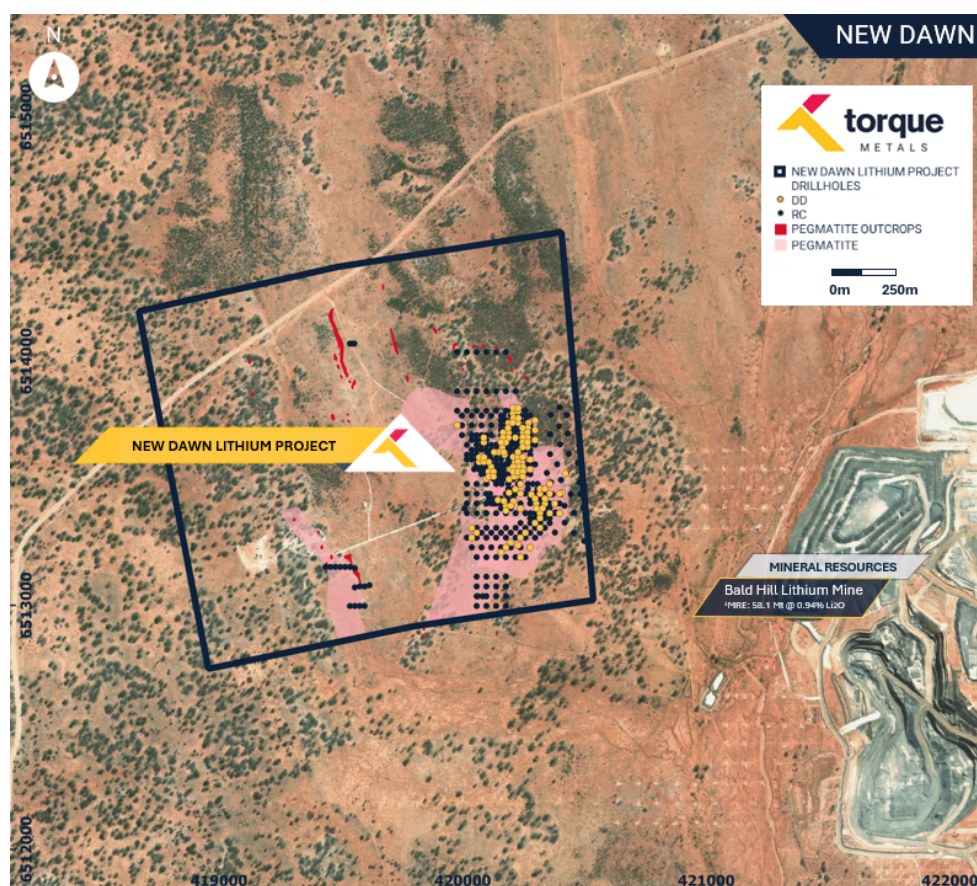 NEW DAWN
N
torque
METALS
NEW DAWN LITHIUM PROJECT
DRILLHOLES
DD
RC
PEGMATITE OUTCROPS
PEGMATITE
0m 250m
6515000
6514000
NEW DAWN LITHIUM PROJECT
MINERAL RESOURCES
Bald Hill Lithium Mine
¹MRE: 58.1 Mt @ 0.94% Li2O
6513000
6512000
419000 420000 421000 422000